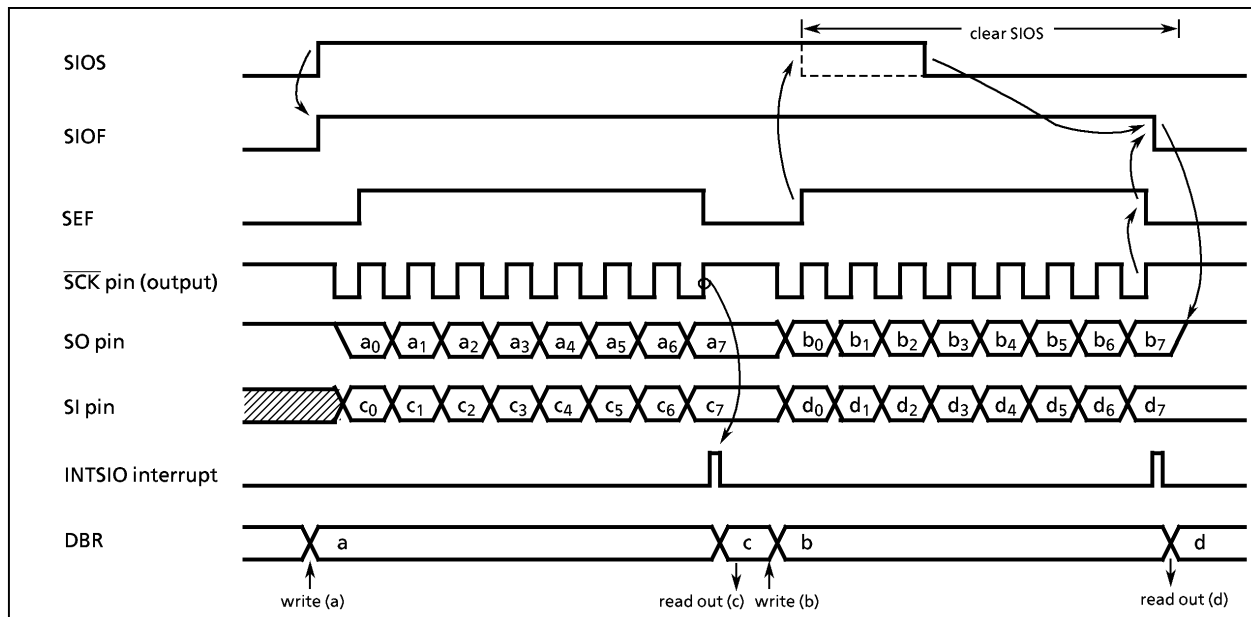 clear SIOS
SIOS
SIOF
SEF
SCK pin (output)
SO pin a0 a1 a2 a3 a4 a5 a6 a7 b0 b1 b2 b3 b4 b5 b6 b7
SI pin c0 c1 c2 c3 c4 c5 c6 c7 d0 d1 d2 d3 d4 d5 d6 d7
INTSIO interrupt
DBR a c b d
write (a) read out (c) write (b) read out (d)